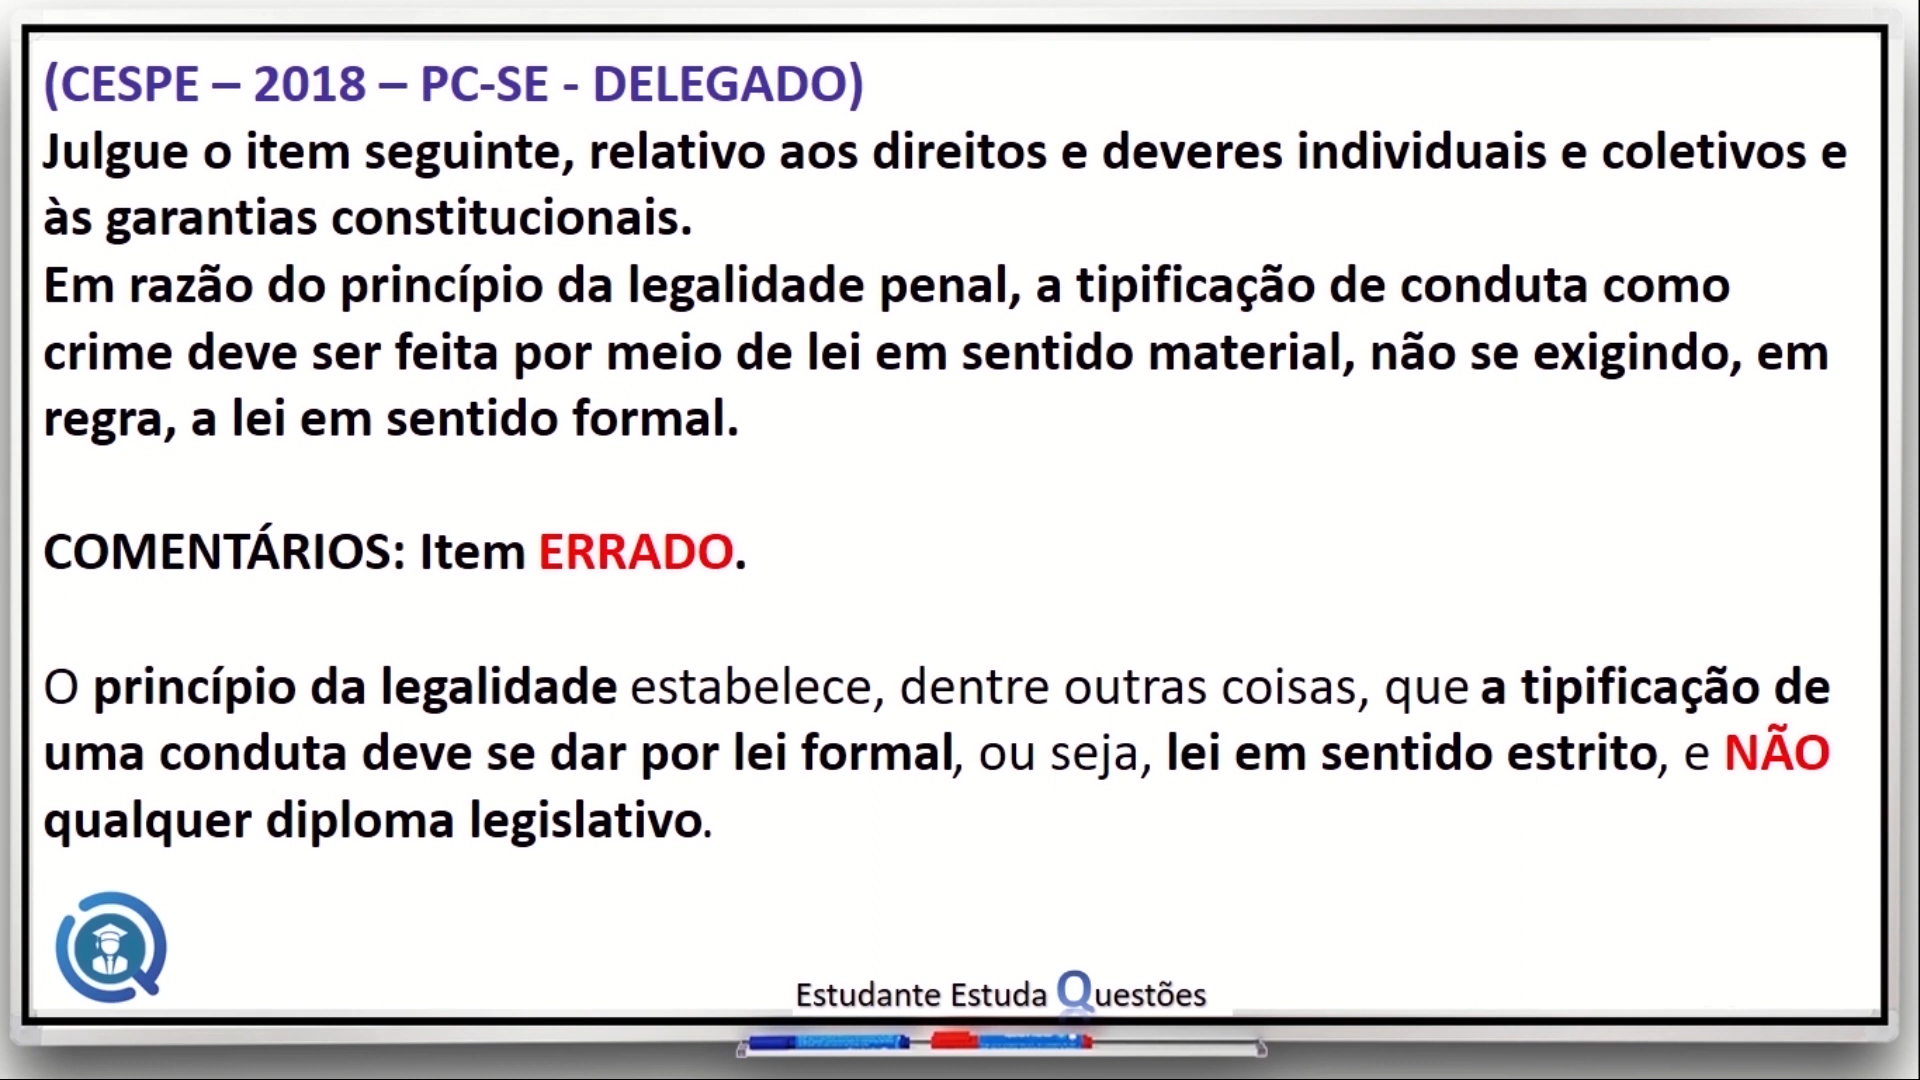 (CESPE – 2018 – PC-SE - DELEGADO)
Julgue o item seguinte, relativo aos direitos e deveres individuais e coletivos e
às garantias constitucionais.
Em razão do princípio da legalidade penal, a tipificação de conduta como
crime deve ser feita por meio de lei em sentido material, não se exigindo, em
regra, a lei em sentido formal.
COMENTÁRIOS: Item ERRADO.
O princípio da legalidade estabelece, dentre outras coisas, que a tipificação de
uma conduta deve se dar por lei formal, ou seja, lei em sentido estrito, e NÃO
qualquer diploma legislativo.
Estudante Estuda Questões